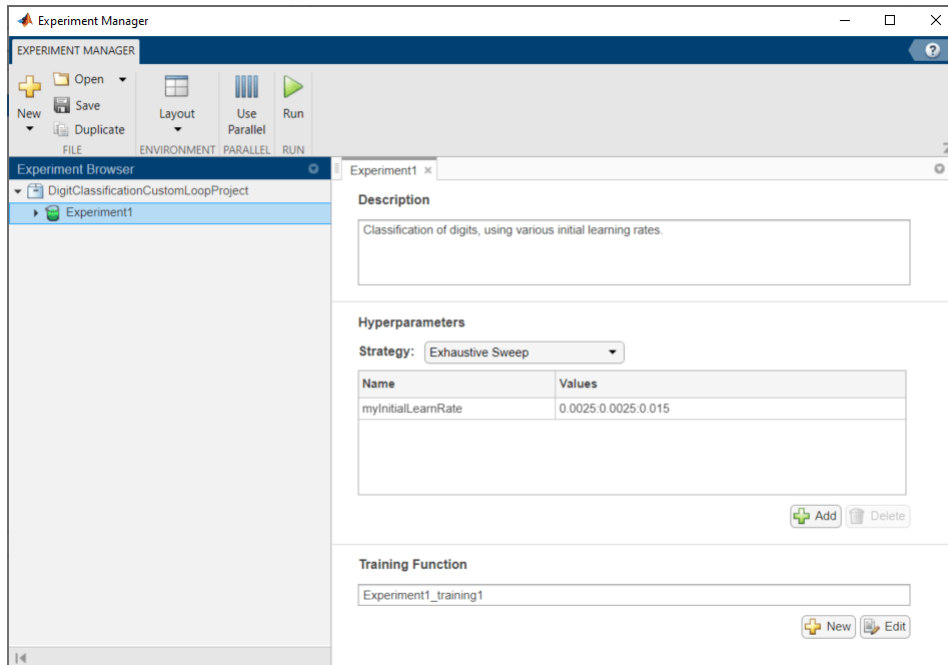 Experiment Manager
EXPERIMENT MANAGER
?
New
Open
Save
Duplicate
FILE
Layout
ENVIRONMENT
Use
Parallel
PARALLEL
Run
RUN
Experiment Browser
DigitClassificationCustomLoopProject
Experiment1
Experiment1
Description
Classification of digits, using various initial learning rates.
Hyperparameters
Strategy: Exhaustive Sweep
Name Values
myInitialLearnRate 0.0025:0.0025:0.015
Add Delete
Training Function
Experiment1_training1
New Edit